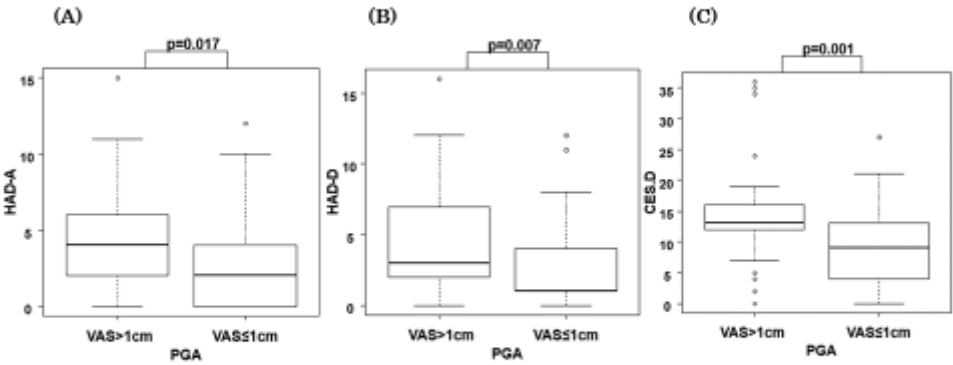 (A)
p=0.017
HAD-A
15
10
5
0
VAS>1cm VAS≤1cm
PGA
(B)
p=0.007
HAD-D
15
10
5
0
VAS>1cm VAS≤1cm
PGA
(C)
p=0.001
CES.D
35
30
25
20
15
10
5
0
VAS>1cm VAS≤1cm
PGA